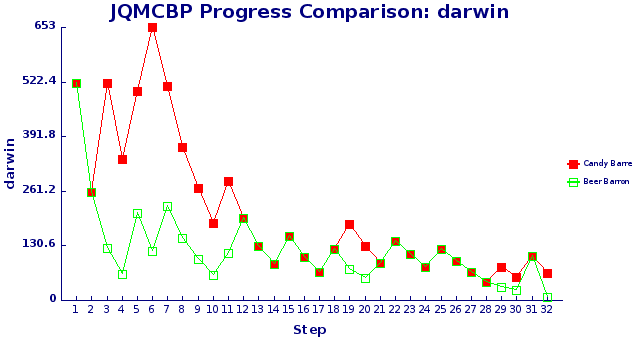 JQMCBP Progress Comparison: darwin
653
522.4
391.8
261.2
130.6
0
darwin
1 2 3 4 5 6 7 8 9 10 11 12 13 14 15 16 17 18 19 20 21 22 23 24 25 26 27 28 29 30 31 32
Step
Candy Barre
Beer Barron